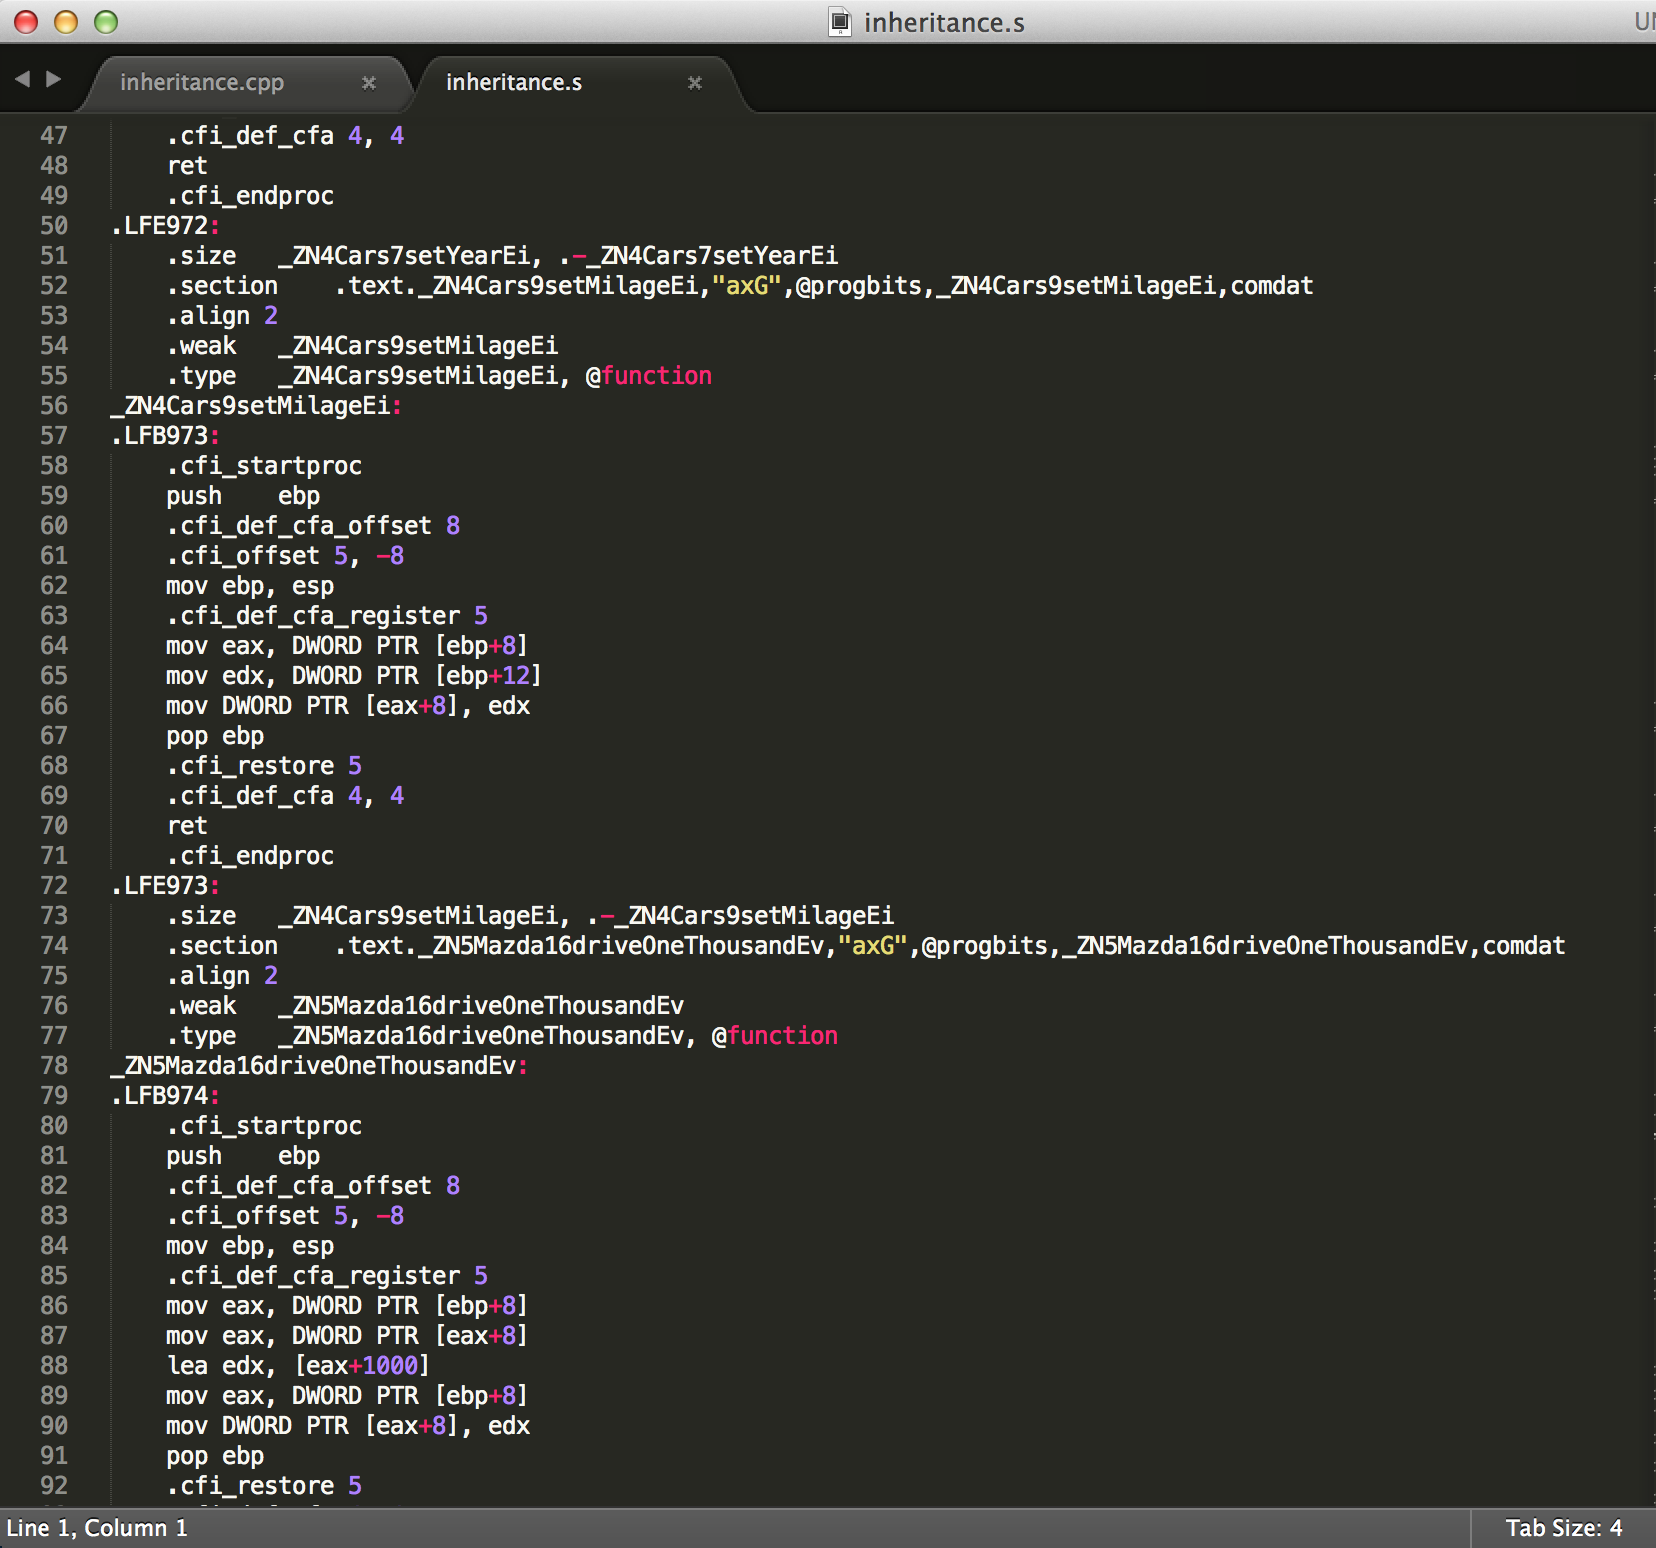 inheritance.s
UN
inheritance.cpp
inheritance.s
47 .cfi_def_cfa 4, 4
48 ret
49 .cfi_endproc
50 .LFE972:
51 .size _ZN4Cars7setYearEi, .-_ZN4Cars7setYearEi
52 .section .text._ZN4Cars9setMilageEi,"axG",@progbits,_ZN4Cars9setMilageEi,comdat
53 .align 2
54 .weak _ZN4Cars9setMilageEi
55 .type _ZN4Cars9setMilageEi, @function
56 _ZN4Cars9setMilageEi:
57 .LFB973:
58 .cfi_startproc
59 push ebp
60 .cfi_def_cfa_offset 8
61 .cfi_offset 5, -8
62 mov ebp, esp
63 .cfi_def_cfa_register 5
64 mov eax, DWORD PTR [ebp+8]
65 mov edx, DWORD PTR [ebp+12]
66 mov DWORD PTR [eax+8], edx
67 pop ebp
68 .cfi_restore 5
69 .cfi_def_cfa 4, 4
70 ret
71 .cfi_endproc
72 .LFE973:
73 .size _ZN4Cars9setMilageEi, .-_ZN4Cars9setMilageEi
74 .section .text._ZN5Mazda16driveOneThousandEv,"axG",@progbits,_ZN5Mazda16driveOneThousandEv,comdat
75 .align 2
76 .weak _ZN5Mazda16driveOneThousandEv
77 .type _ZN5Mazda16driveOneThousandEv, @function
78 _ZN5Mazda16driveOneThousandEv:
79 .LFB974:
80 .cfi_startproc
81 push ebp
82 .cfi_def_cfa_offset 8
83 .cfi_offset 5, -8
84 mov ebp, esp
85 .cfi_def_cfa_register 5
86 mov eax, DWORD PTR [ebp+8]
87 mov eax, DWORD PTR [eax+8]
88 lea edx, [eax+1000]
89 mov eax, DWORD PTR [ebp+8]
90 mov DWORD PTR [eax+8], edx
91 pop ebp
92 .cfi_restore 5
Line 1, Column 1
Tab Size: 4